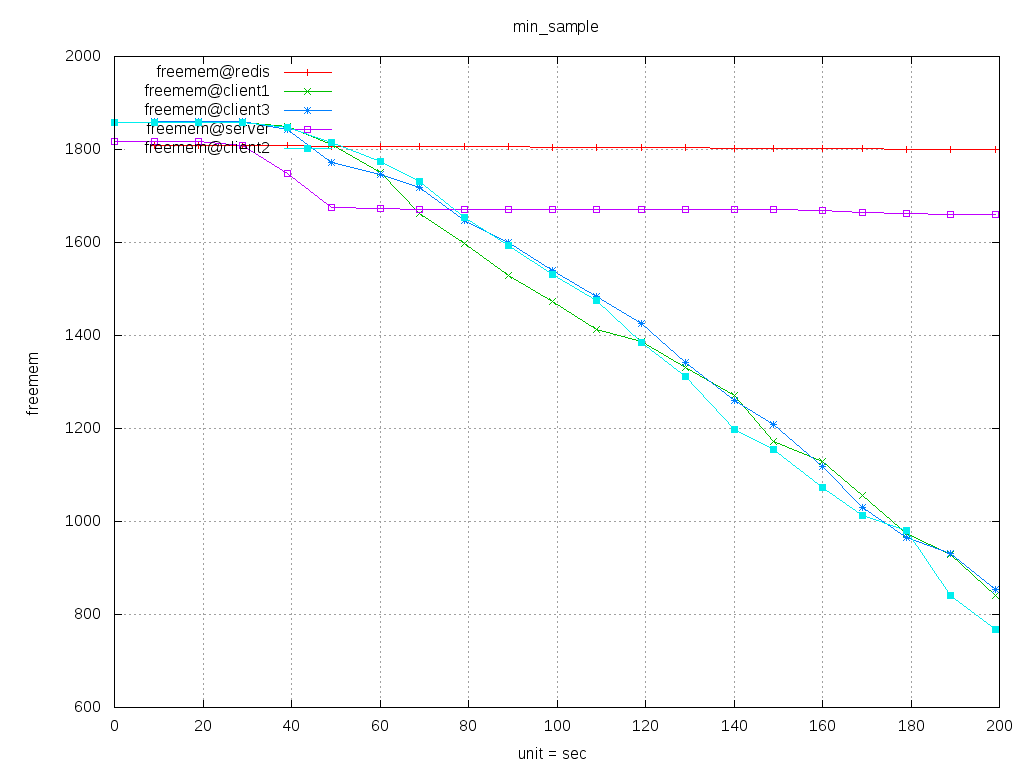 min_sample
2000
1800
1600
1400
1200
1000
800
600
freemem
freemem@redis
freemem@client1
freemem@client3
freemem@server
freemem@client2
0 20 40 60 80 100 120 140 160 180 200
unit = sec